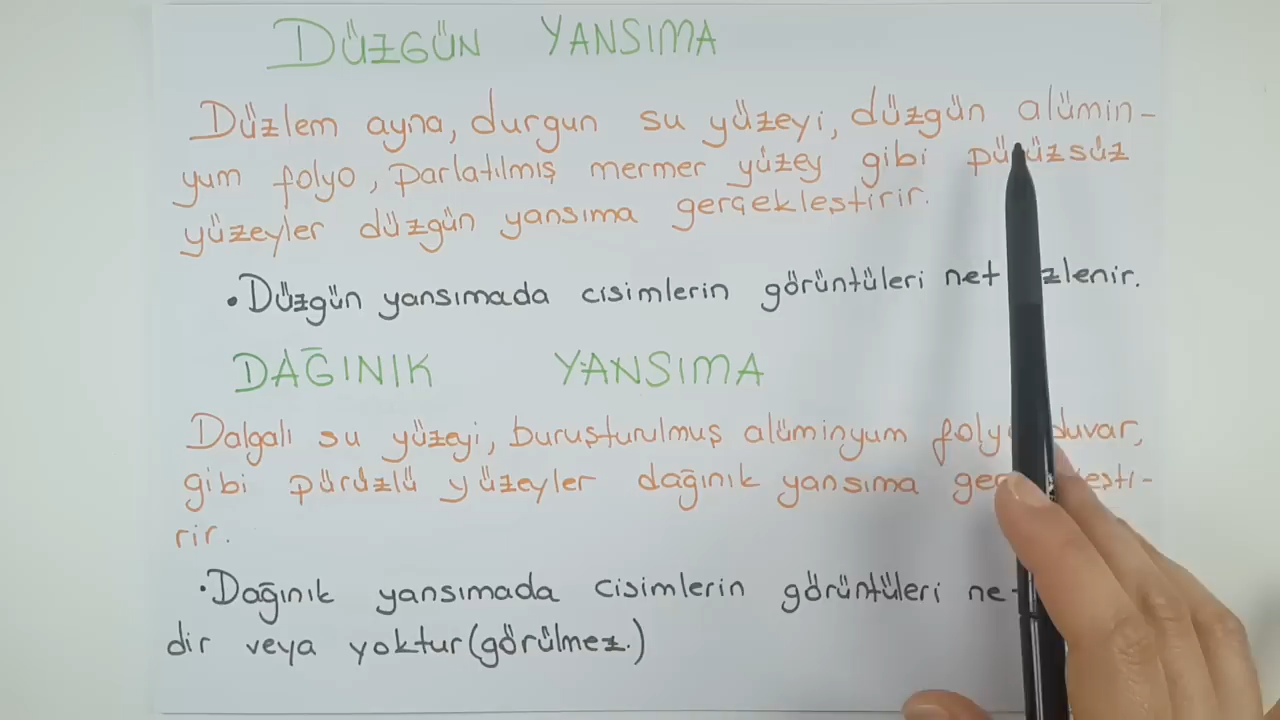 DÜZGÜN YANSIMA
Düzlem ayna, durgun su yüzeyi, düzgün alümin-
yum folyo, parlatılmış mermer yüzey gibi pürüzsüz
yüzeyler düzgün yansıma gerçekleştirir.
• Düzgün yansımada cisimlerin görüntüleri net
DAĞINIK YANSIMA
Dalgalı su yüzeyi, buruşturulmuş alüminyum duvar,
gibi pürüzlü yüzeyler dağınık yansıma
rir.
• Dağınık yansımada cisimlerin görüntüleri
dir veya yoktur (görülmez.)